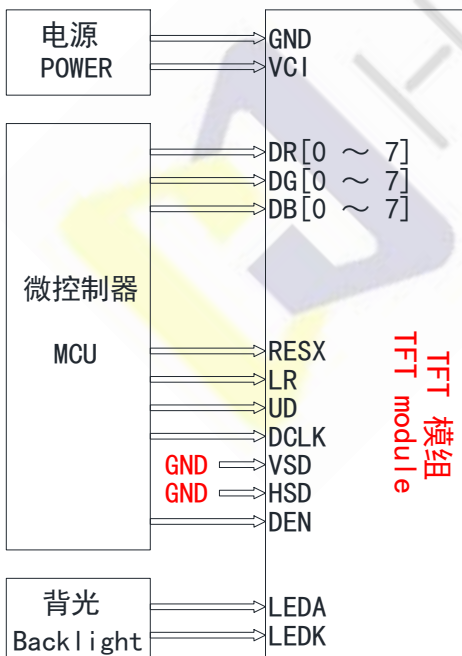 电源
POWER
GND
VCI
微控制器
MCU
DR[0 ～ 7]
DG[0 ～ 7]
DB[0 ～ 7]
RESX
LR
UD
DCLK
GND
VSD
GND
HSD
DEN
TFT 模组
TFT module
背光
Backlight
LEDA
LEDK